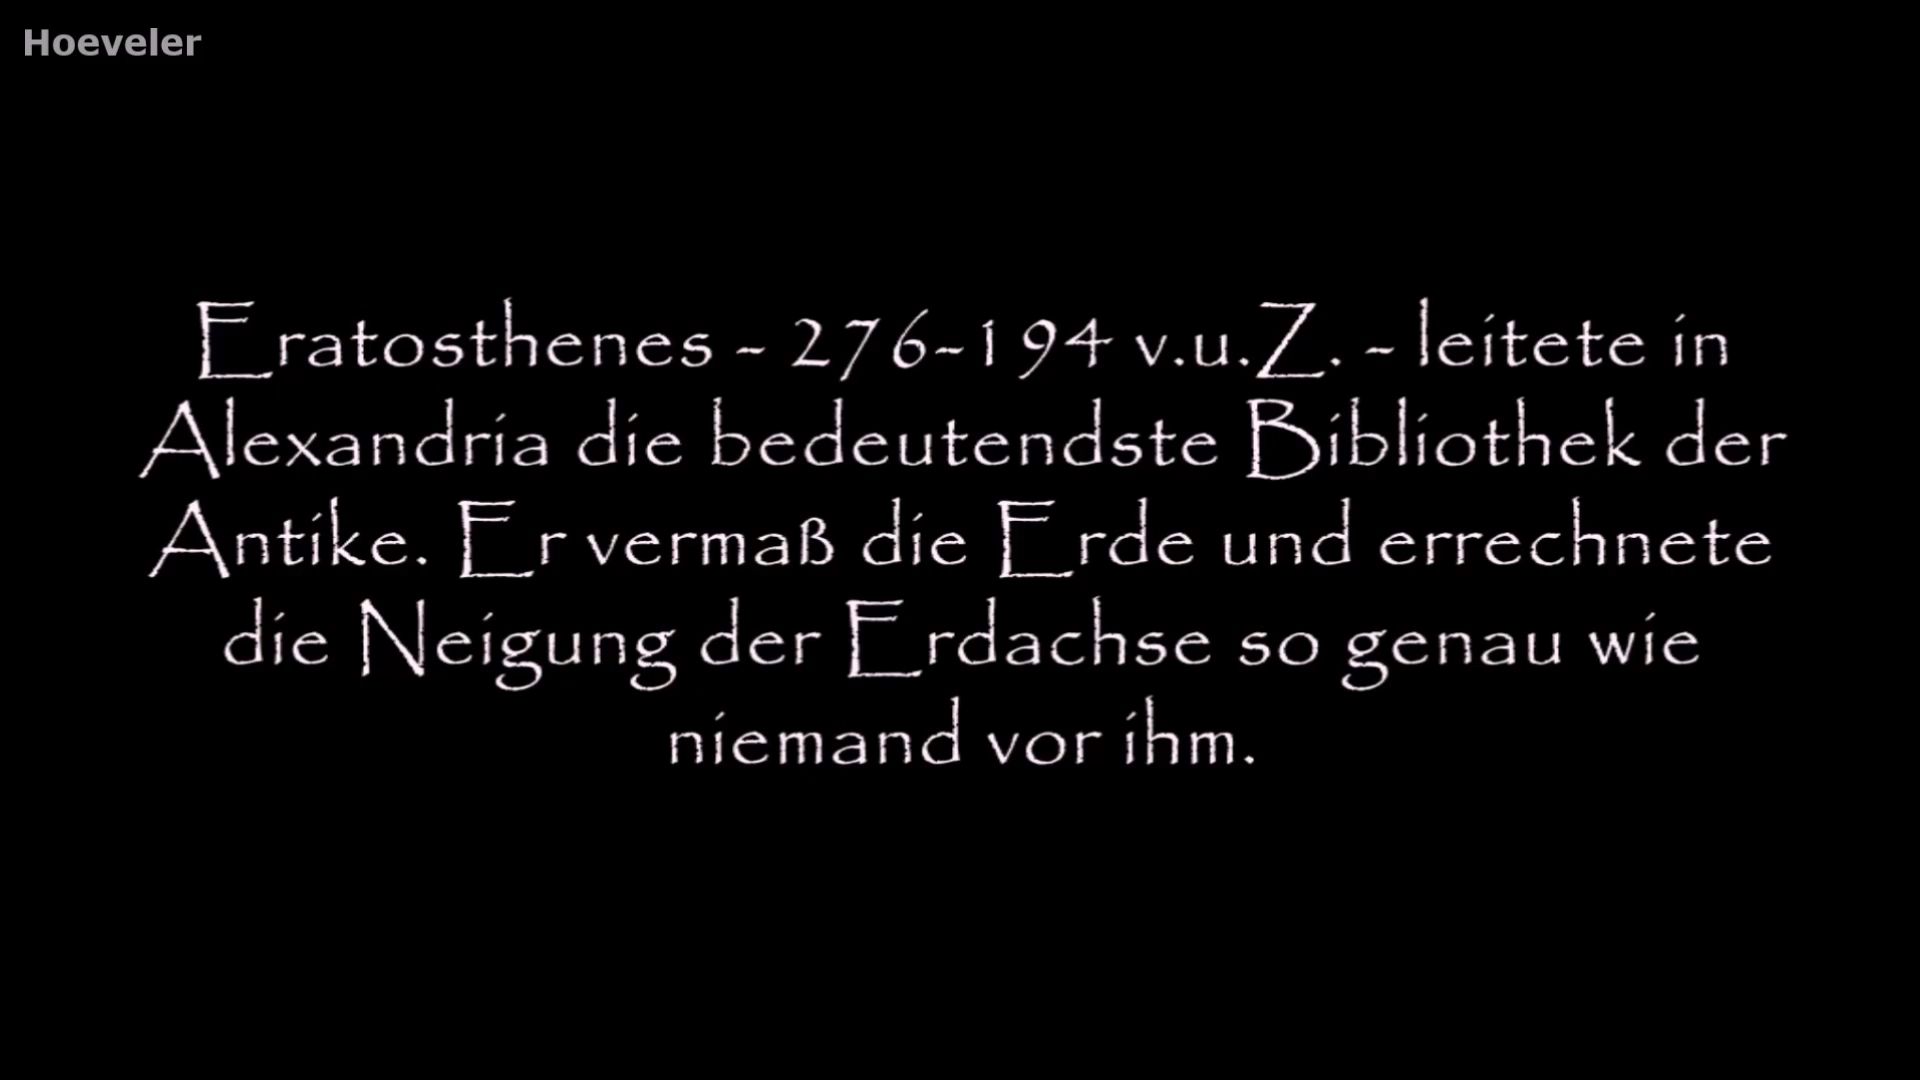 Hoeveler
Eratosthenes - 276-194 v.u.Z. - leitete in
Alexandria die bedeutendste Bibliothek der
Antike. Er vermaß die Erde und errechnete
die Neigung der Erdachse so genau wie
niemand vor ihm.